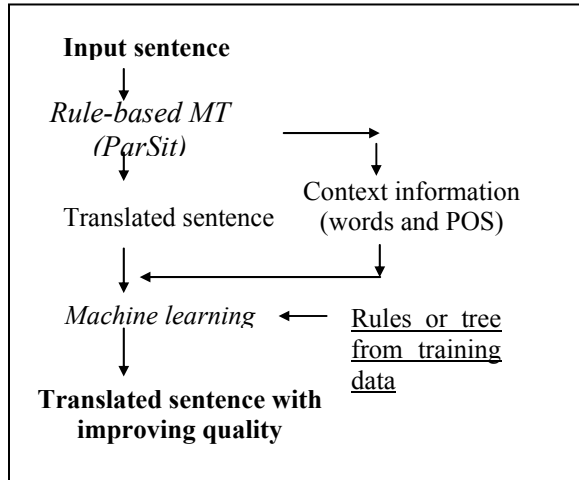 Input sentence
Rule-based MT
(ParSit)
Context information
(words and POS)
Translated sentence
Machine learning
Rules or tree
from training
data
Translated sentence with
improving quality